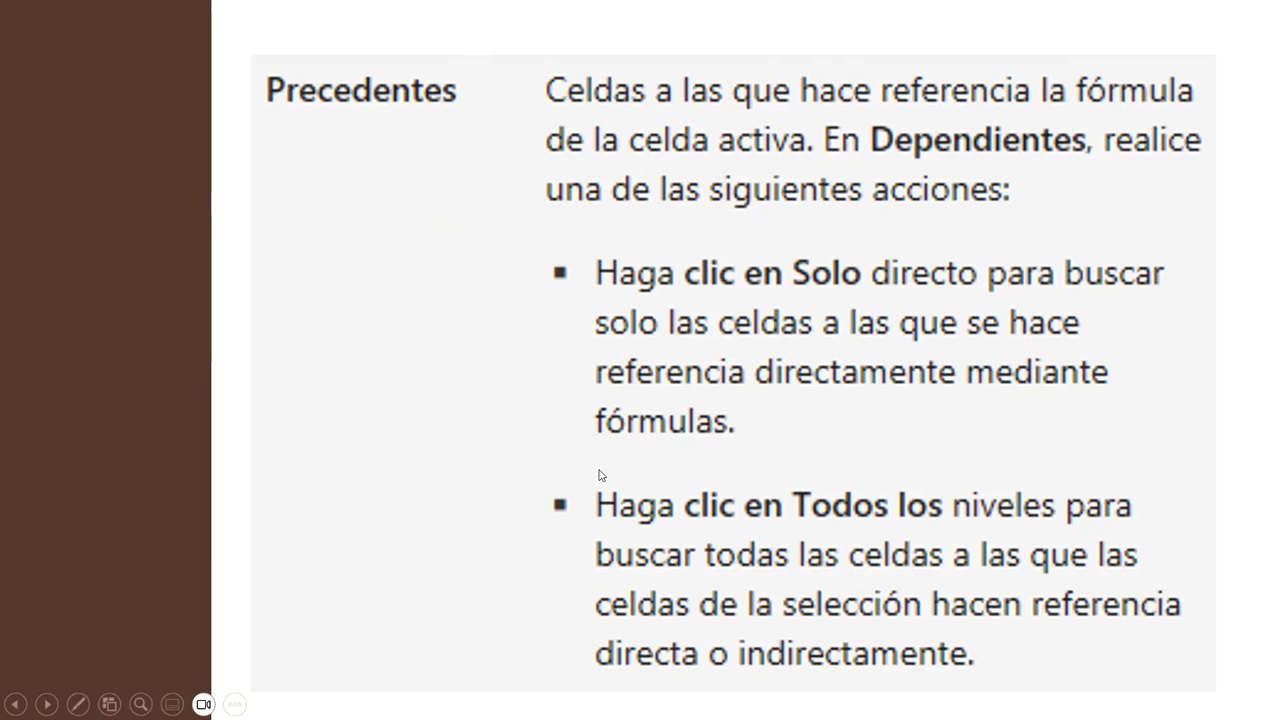 Precedentes
Celdas a las que hace referencia la fórmula
de la celda activa. En Dependientes, realice
una de las siguientes acciones:
▪ Haga clic en Solo directo para buscar
solo las celdas a las que se hace
referencia directamente mediante
fórmulas.
▪ Haga clic en Todos los niveles para
buscar todas las celdas a las que las
celdas de la selección hacen referencia
directa o indirectamente.